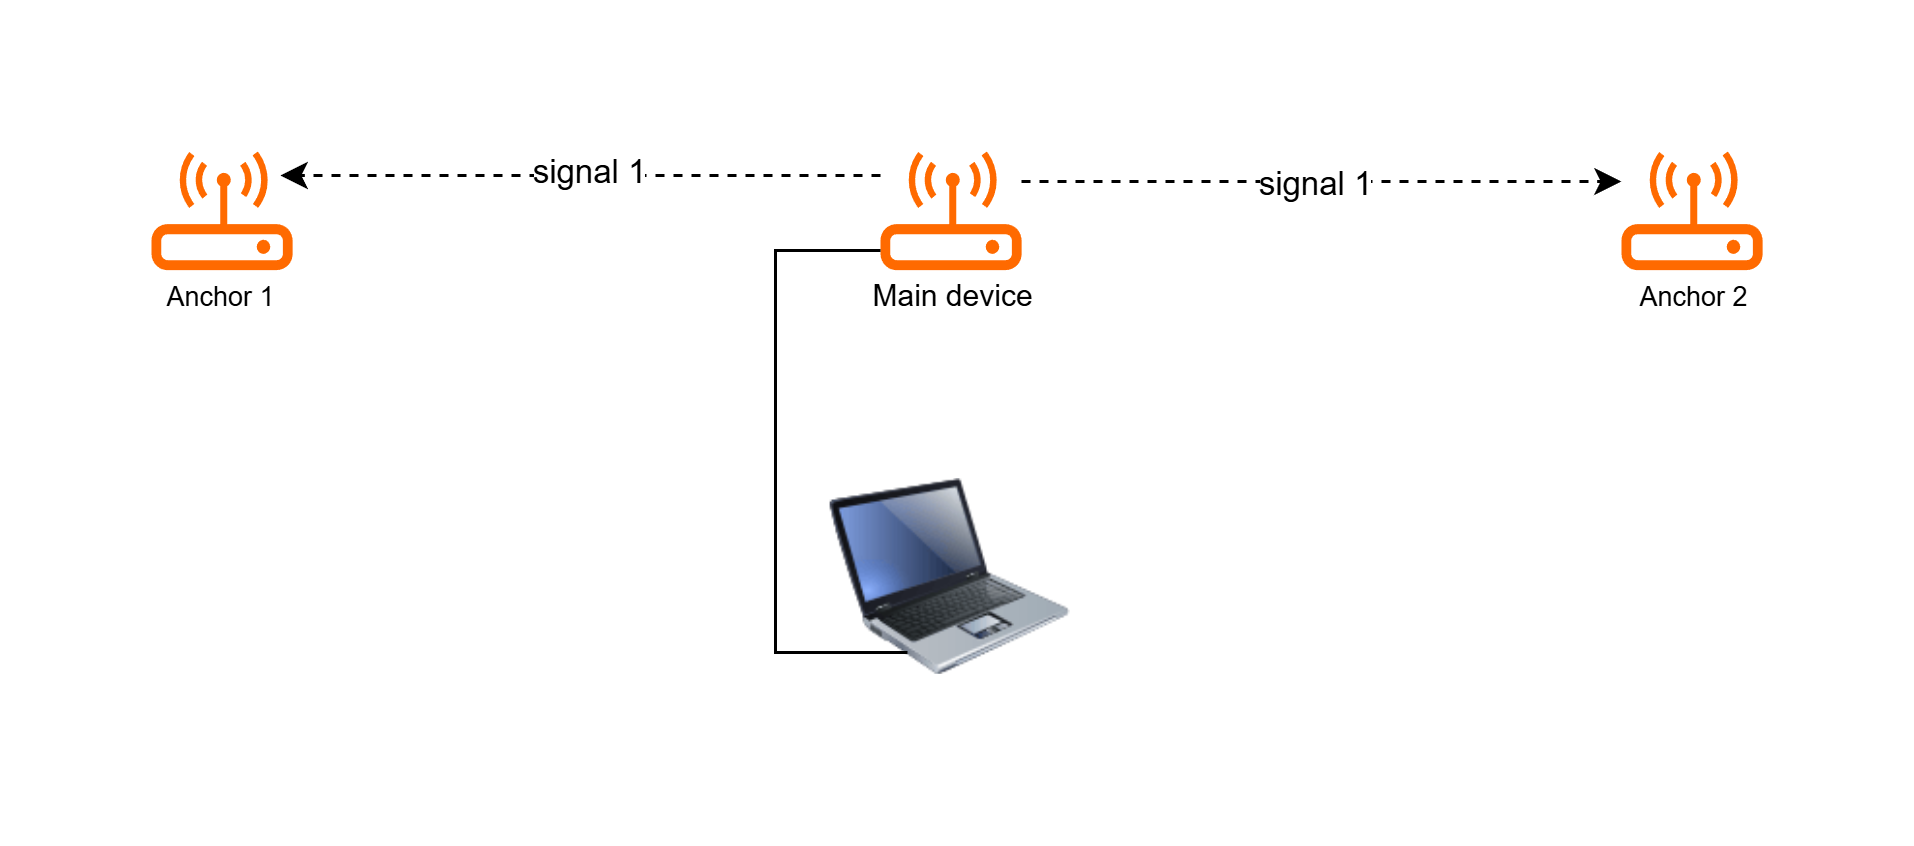 signal 1
signal 1
Anchor 1
Main device
Anchor 2